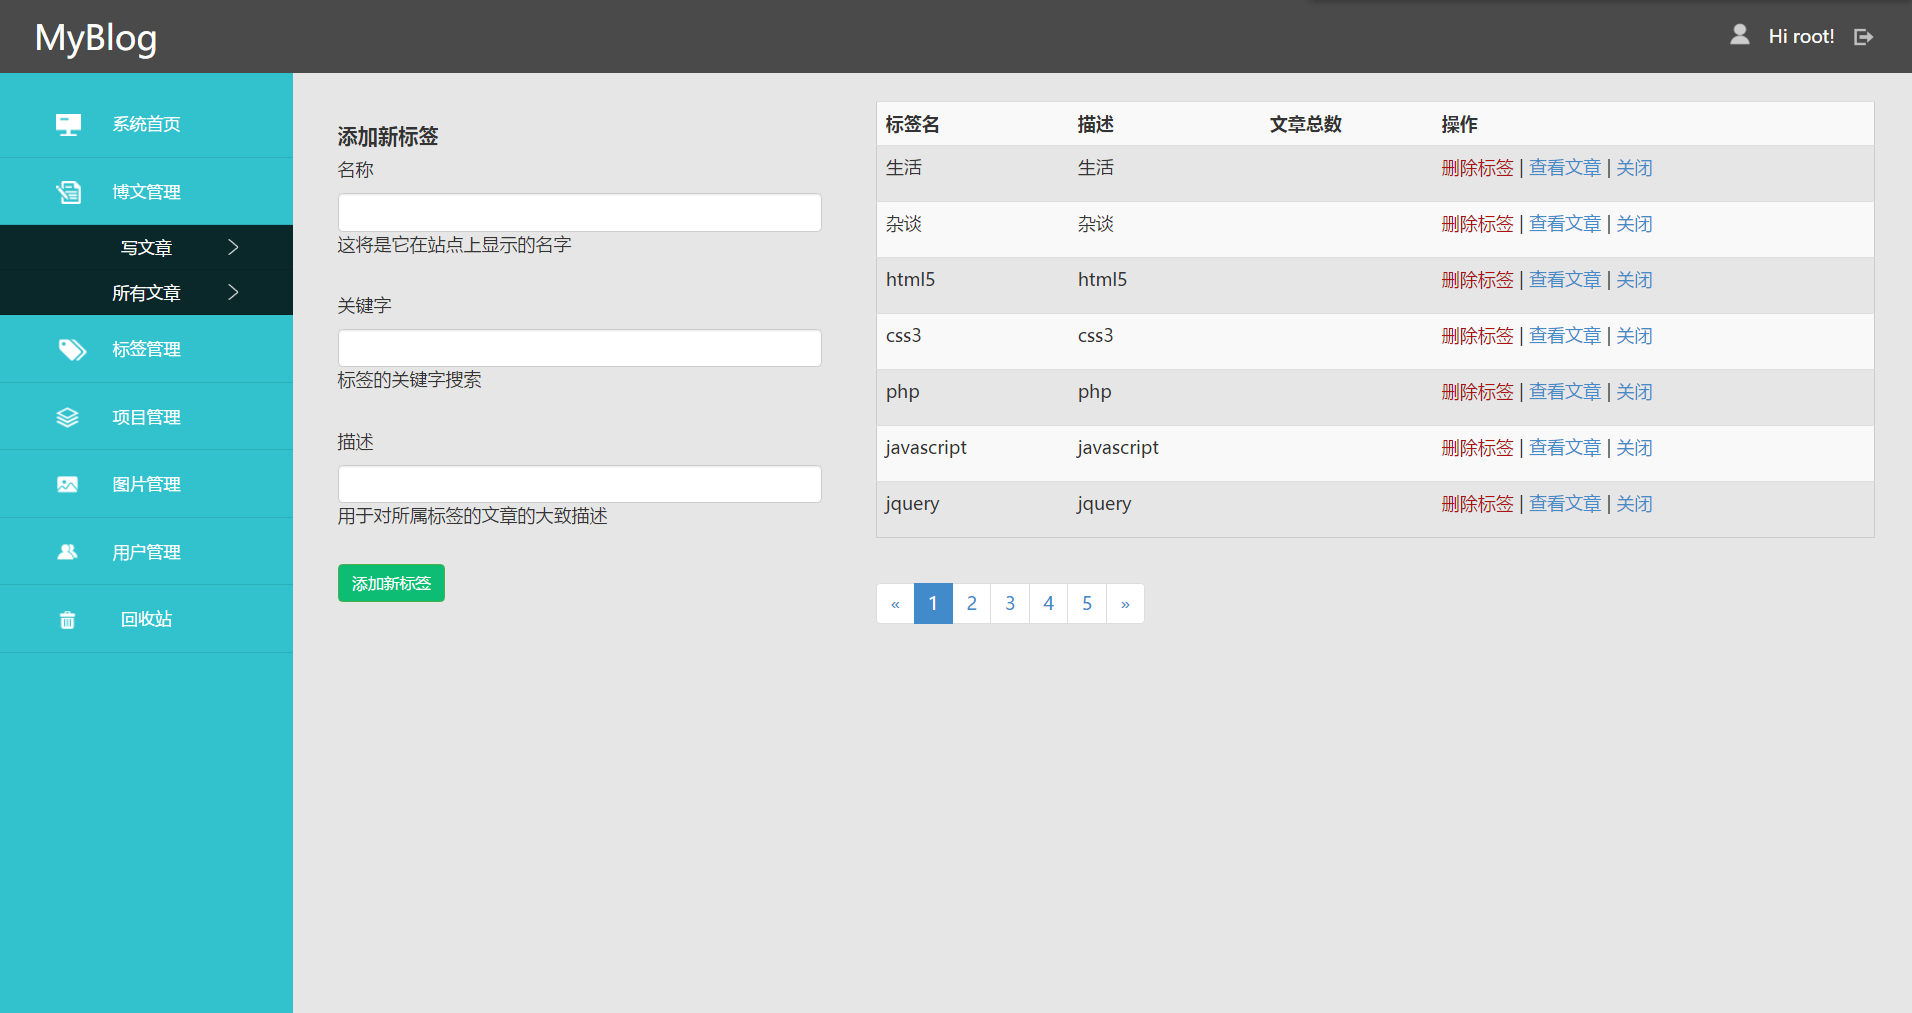 MyBlog
Hi root!
系统首页
博文管理
写文章
所有文章
标签管理
项目管理
图片管理
用户管理
回收站
添加新标签
名称
这将是它在站点上显示的名字
关键字
标签的关键字搜索
描述
用于对所属标签的文章的大致描述
添加新标签
标签名 描述 文章总数 操作
生活 生活 删除标签 | 查看文章 | 关闭
杂谈 杂谈 删除标签 | 查看文章 | 关闭
html5 html5 删除标签 | 查看文章 | 关闭
css3 css3 删除标签 | 查看文章 | 关闭
php php 删除标签 | 查看文章 | 关闭
javascript javascript 删除标签 | 查看文章 | 关闭
jquery jquery 删除标签 | 查看文章 | 关闭
« 1 2 3 4 5 »